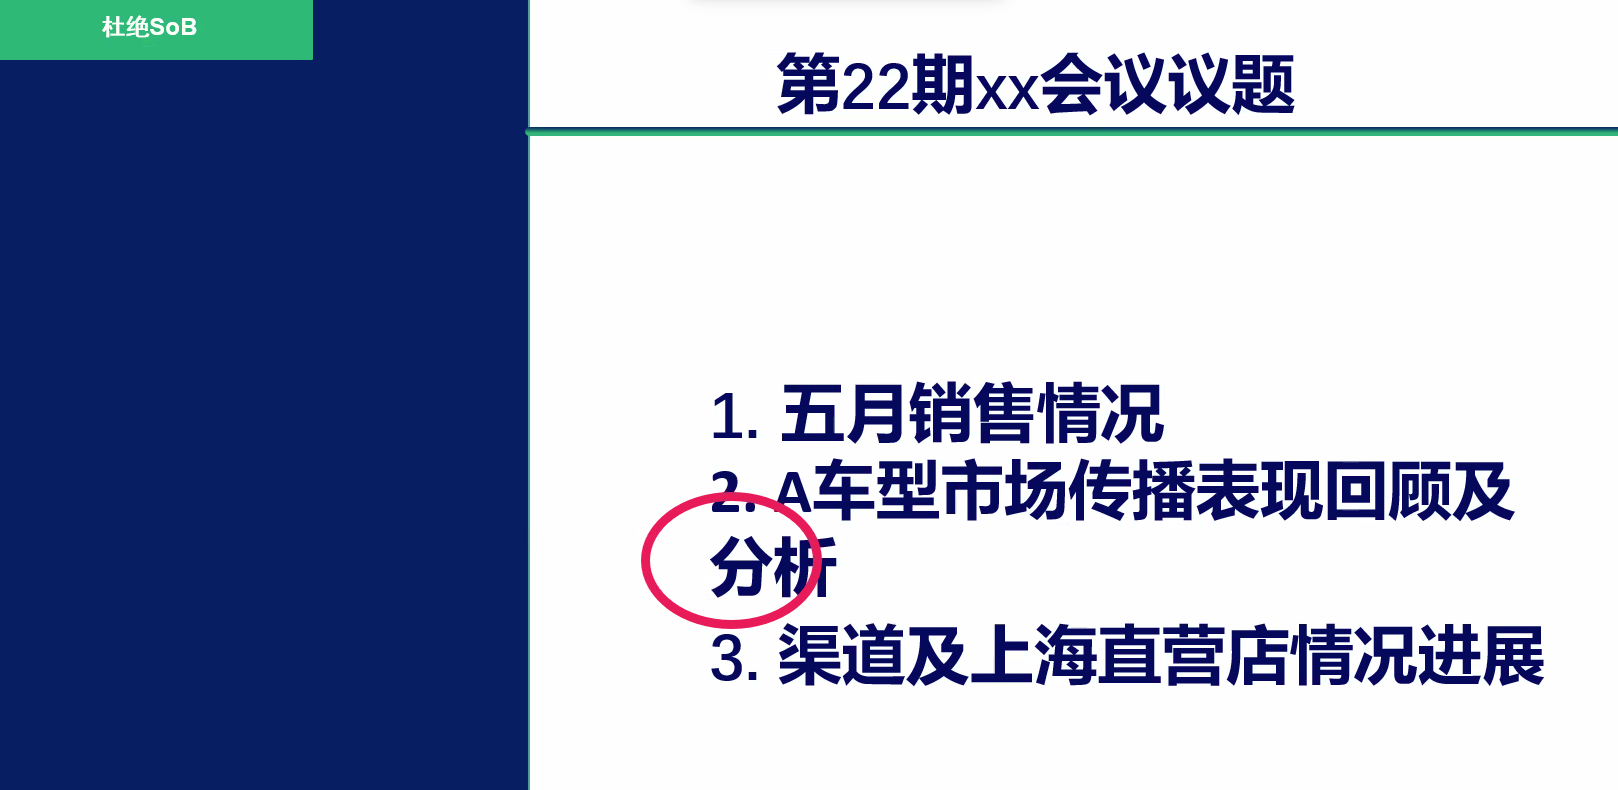 杜绝SoB
第22期xx会议议题
1. 五月销售情况
2. A车型市场传播表现回顾及
分析
3. 渠道及上海直营店情况进展